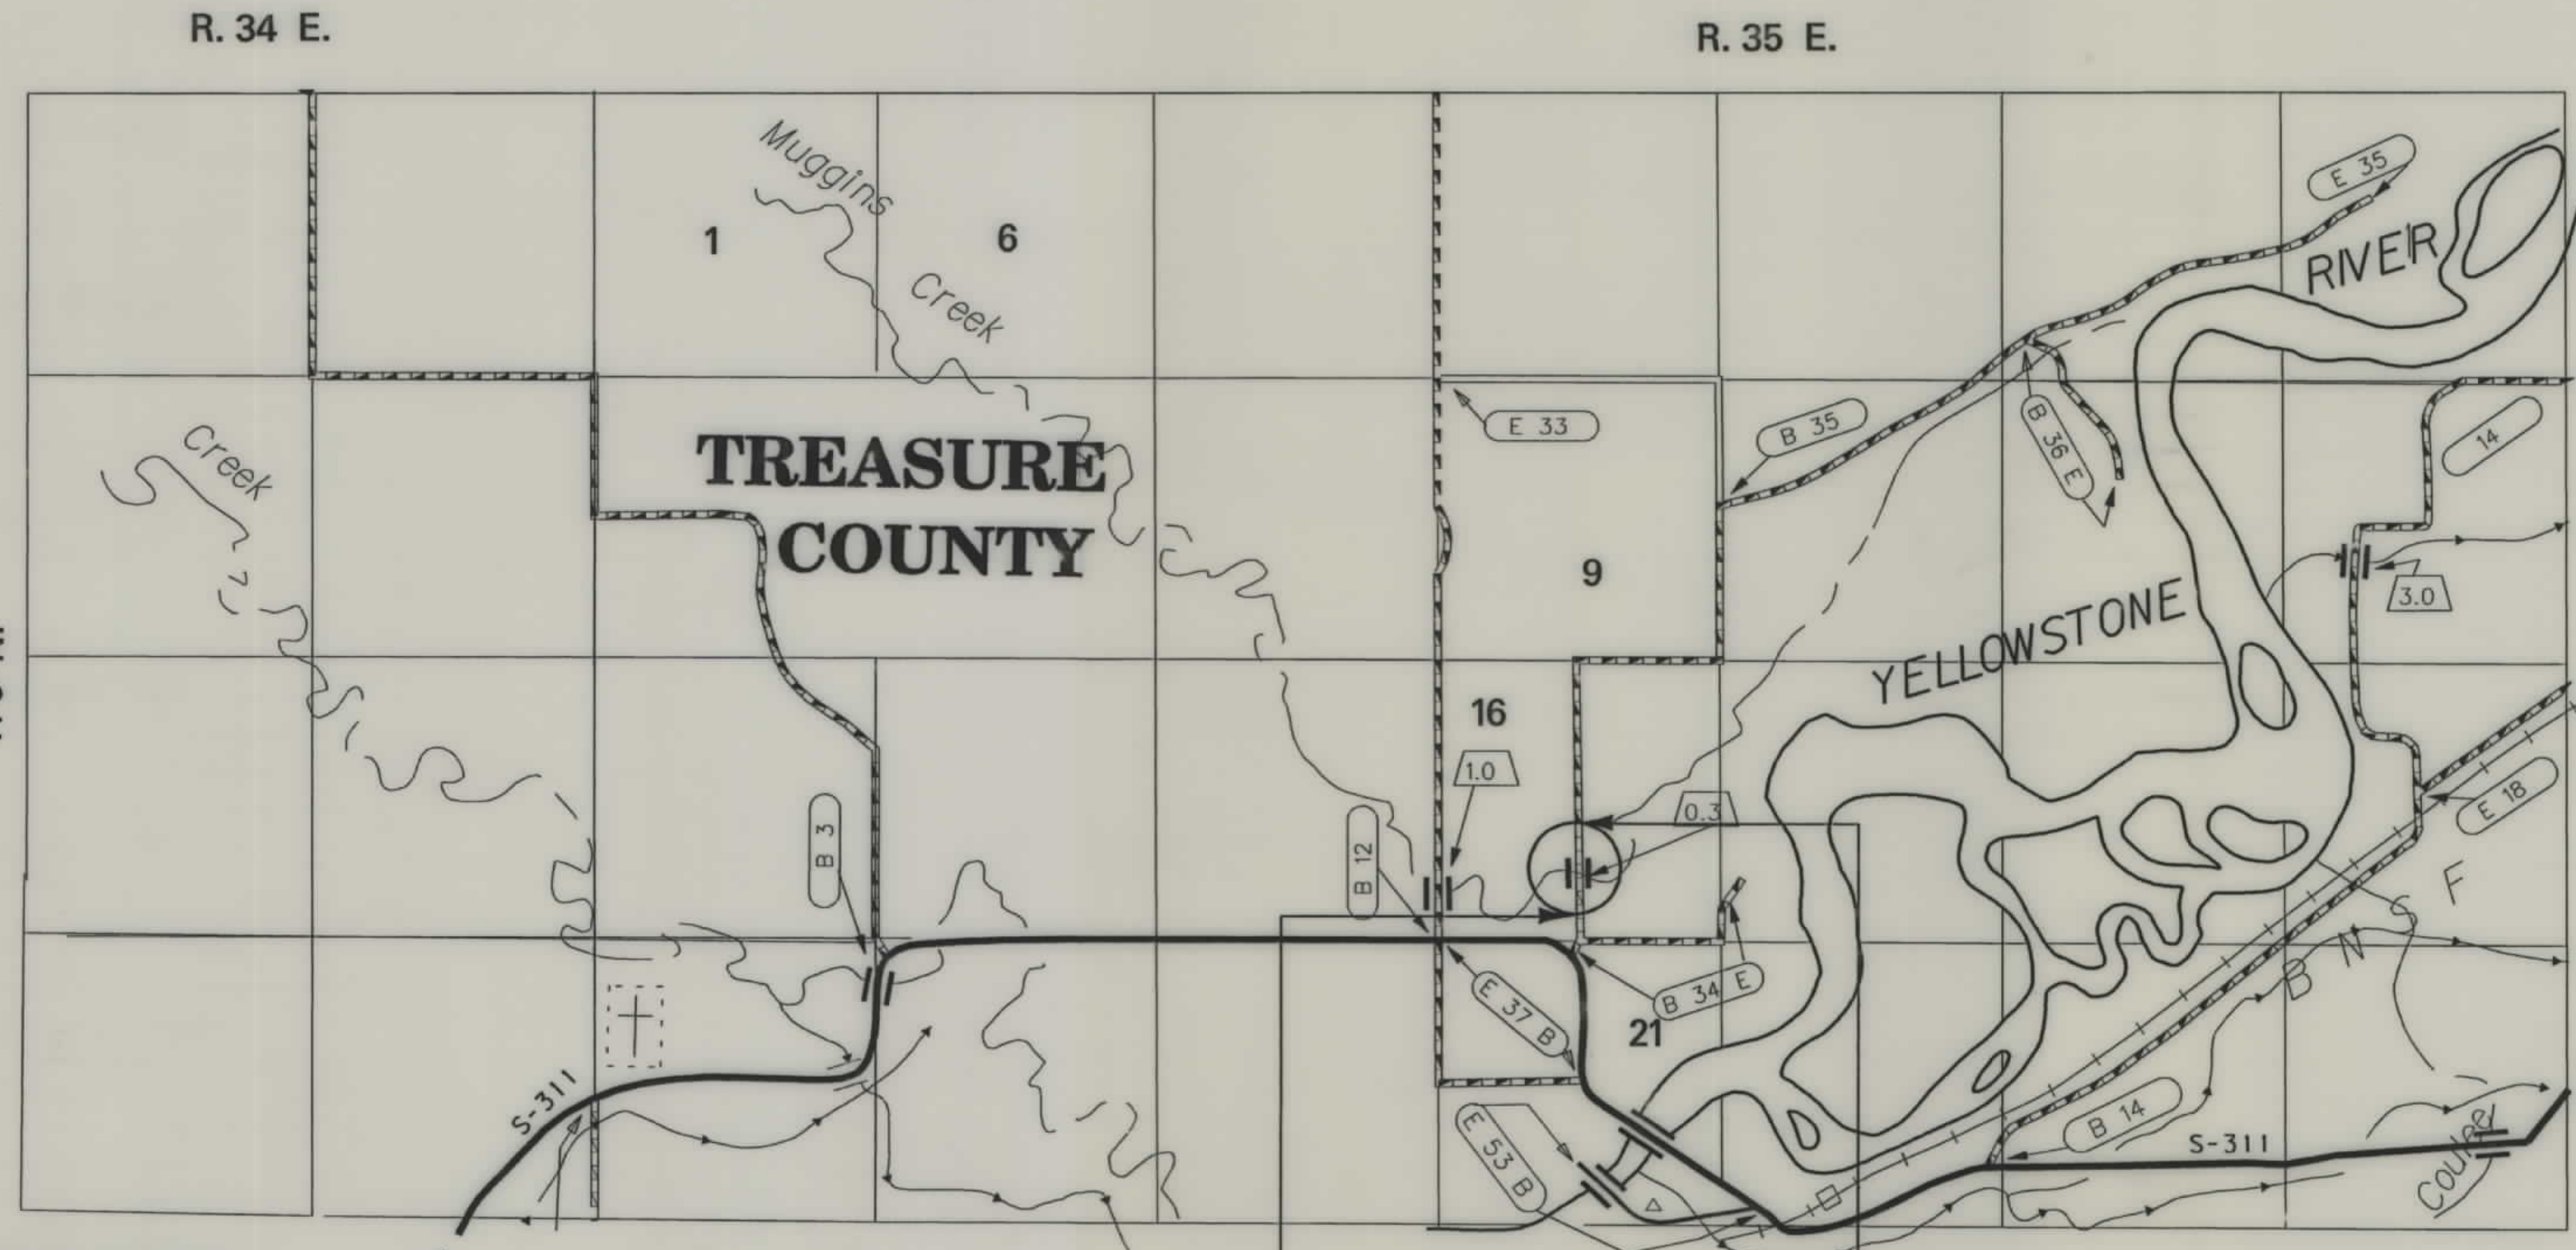 R. 34 E.
R. 35 E.
Muggins
Creek
1
6
E 35
RIVER
Creek
TREASURE
COUNTY
E 33
B 35
B 36 E
14
9
3.0
YELLOWSTONE
16
1.0
0.3
B 3
B 12
E 18
B N S F
E 37 B
B 34 E
21
S-311
E 53 B
B 14
S-311
Coulee